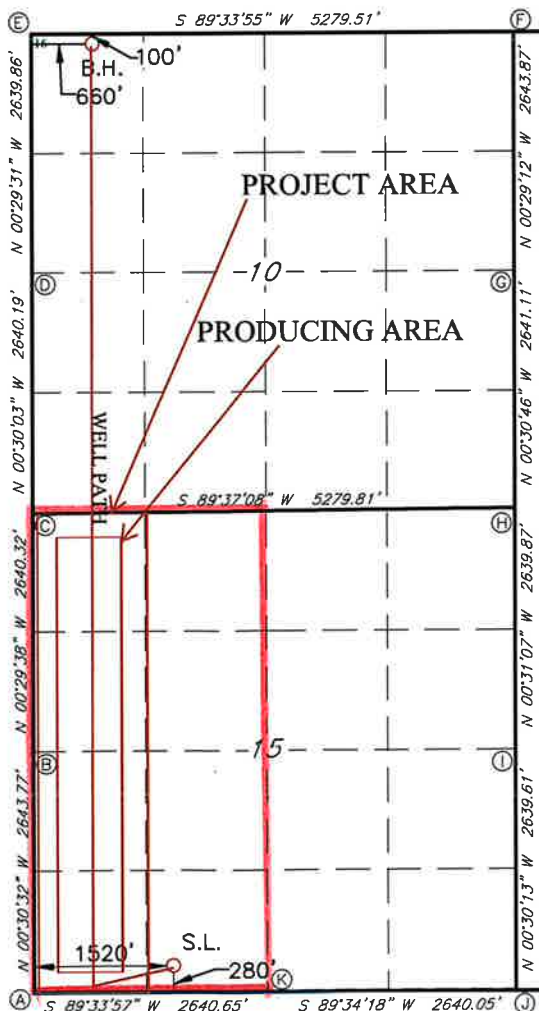 E S 89°33'55" W 5279.51' F
B.H. 100'
660'
N 00°29'31" W 2639.86'
N 00°29'12" W 2643.87'
PROJECT AREA
10
D G
PRODUCING AREA
N 00°30'03" W 2640.19'
N 00°30'46" W 2641.11'
WELL PATH
S 89°37'08" W 5279.81'
C H
N 00°29'38" W 2640.32'
N 00°31'07" W 2639.87'
15
B I
N 00°30'32" W 2643.77'
N 00°30'13" W 2639.61'
S.L.
1520'
280'
K
A S 89°33'57" W 2640.65' S 89°34'18" W 2640.05' J